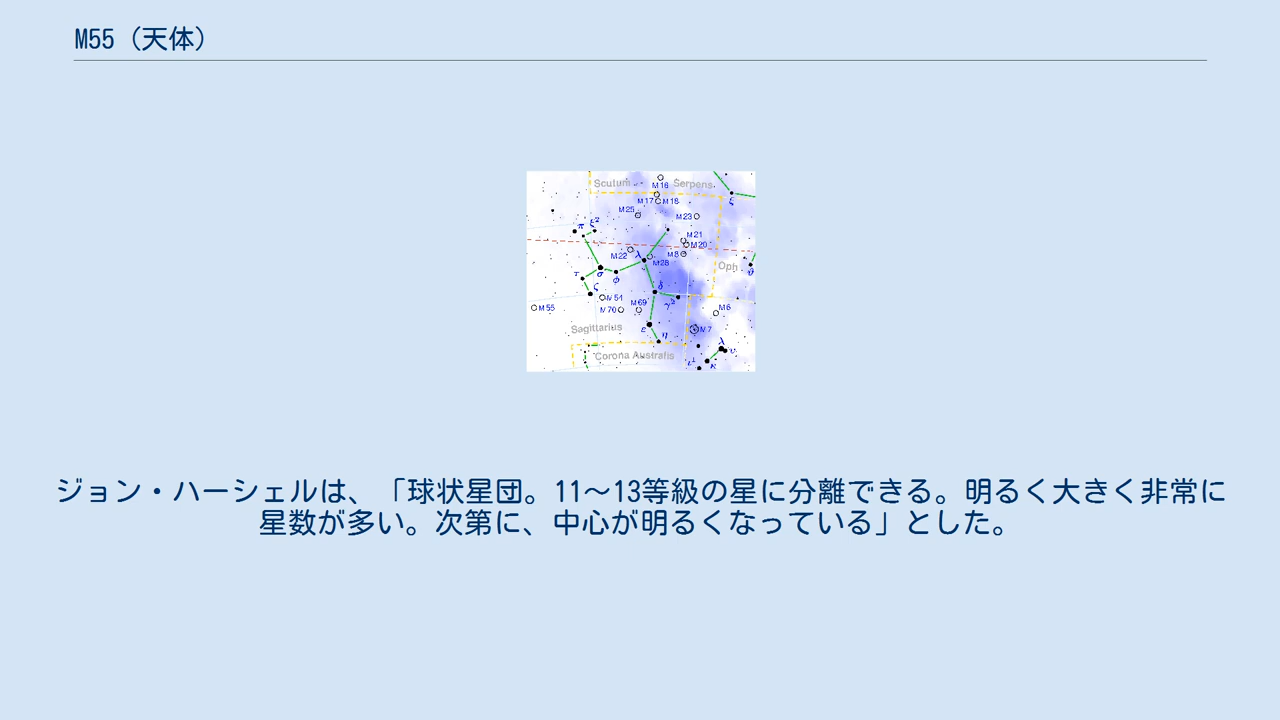 M55（天体）
Scutum
M16
Serpens
M17
M18
ξ
M25
M23
π
ξ²
M21
M20
M22
λ
M8
M28
Oph
τ
σ
φ
ζ
δ
γ²
M55
M54
M70
M69
M6
Sagittarius
ε
η
M7
λ
υ
Corona Australis
ι¹
κ
ジョン・ハーシェルは、「球状星団。11～13等級の星に分離できる。明るく大きく非常に
星数が多い。次第に、中心が明るくなっている」とした。